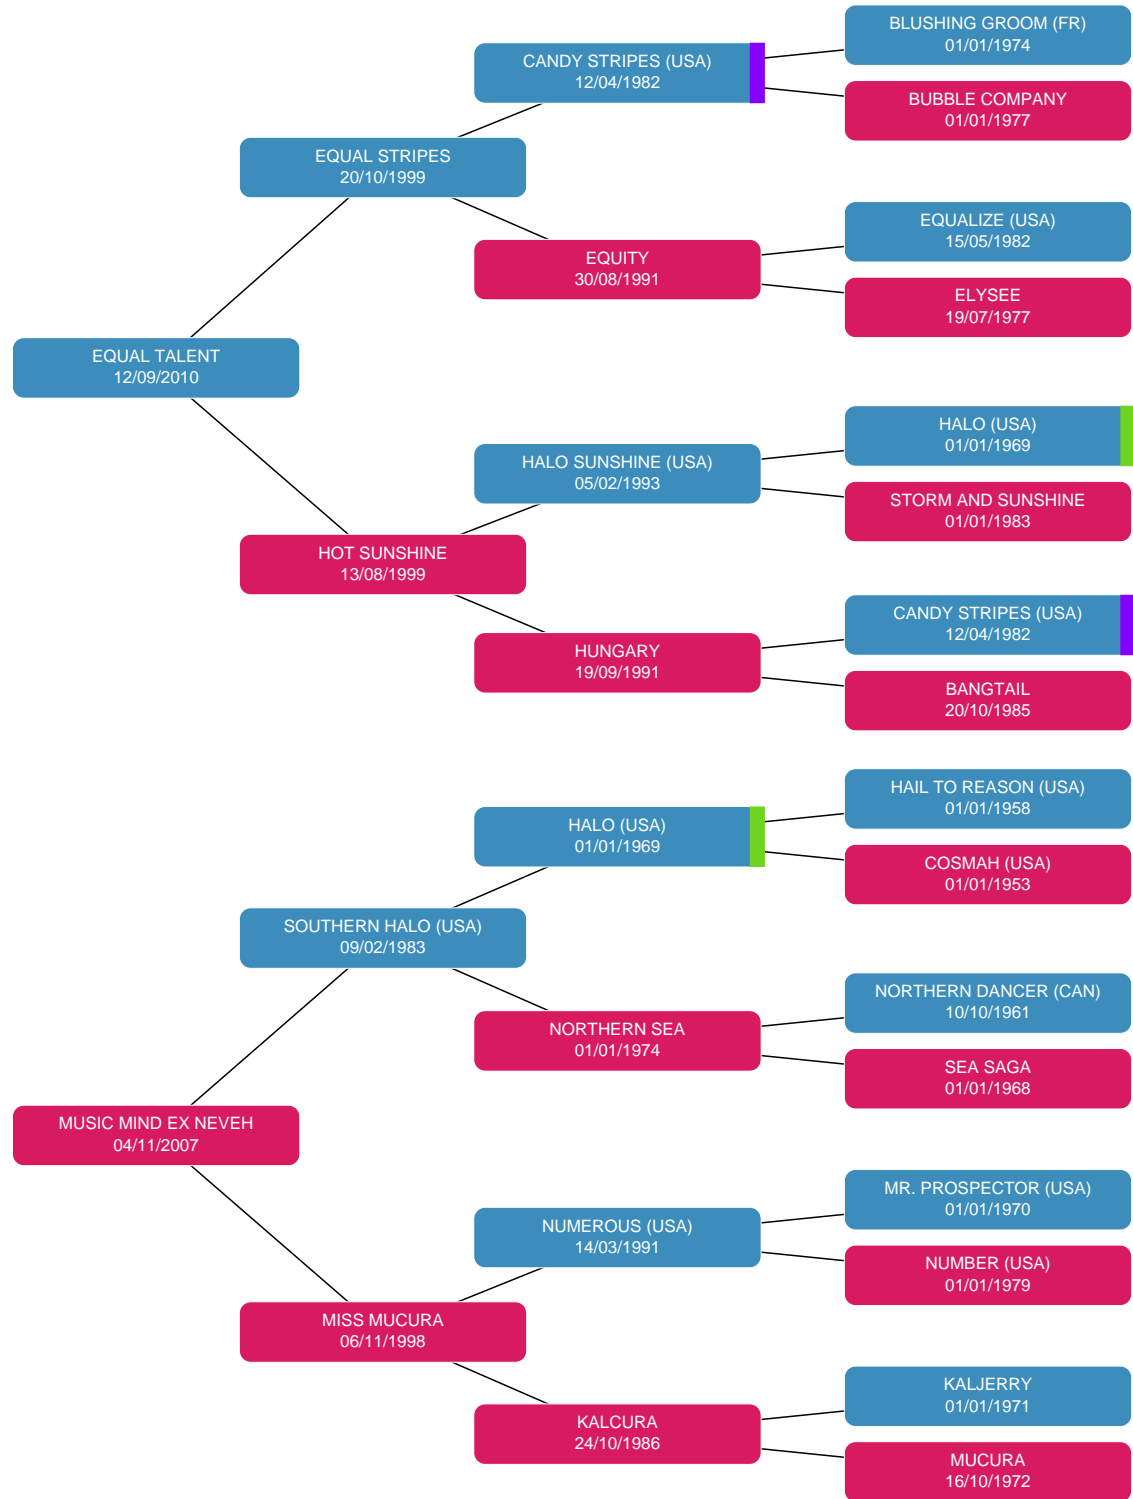 BLUSHING GROOM (FR)
01/01/1974
CANDY STRIPES (USA)
12/04/1982
BUBBLE COMPANY
01/01/1977
EQUAL STRIPES
20/10/1999
EQUALIZE (USA)
15/05/1982
EQUITY
30/08/1991
ELYSEE
19/07/1977
EQUAL TALENT
12/09/2010
HALO (USA)
01/01/1969
HALO SUNSHINE (USA)
05/02/1993
STORM AND SUNSHINE
01/01/1983
HOT SUNSHINE
13/08/1999
CANDY STRIPES (USA)
12/04/1982
HUNGARY
19/09/1991
BANGTAIL
20/10/1985
HAIL TO REASON (USA)
01/01/1958
HALO (USA)
01/01/1969
COSMAH (USA)
01/01/1953
SOUTHERN HALO (USA)
09/02/1983
NORTHERN DANCER (CAN)
10/10/1961
NORTHERN SEA
01/01/1974
SEA SAGA
01/01/1968
MUSIC MIND EX NEVEH
04/11/2007
MR. PROSPECTOR (USA)
01/01/1970
NUMEROUS (USA)
14/03/1991
NUMBER (USA)
01/01/1979
MISS MUCURA
06/11/1998
KALJERRY
01/01/1971
KALCURA
24/10/1986
MUCURA
16/10/1972